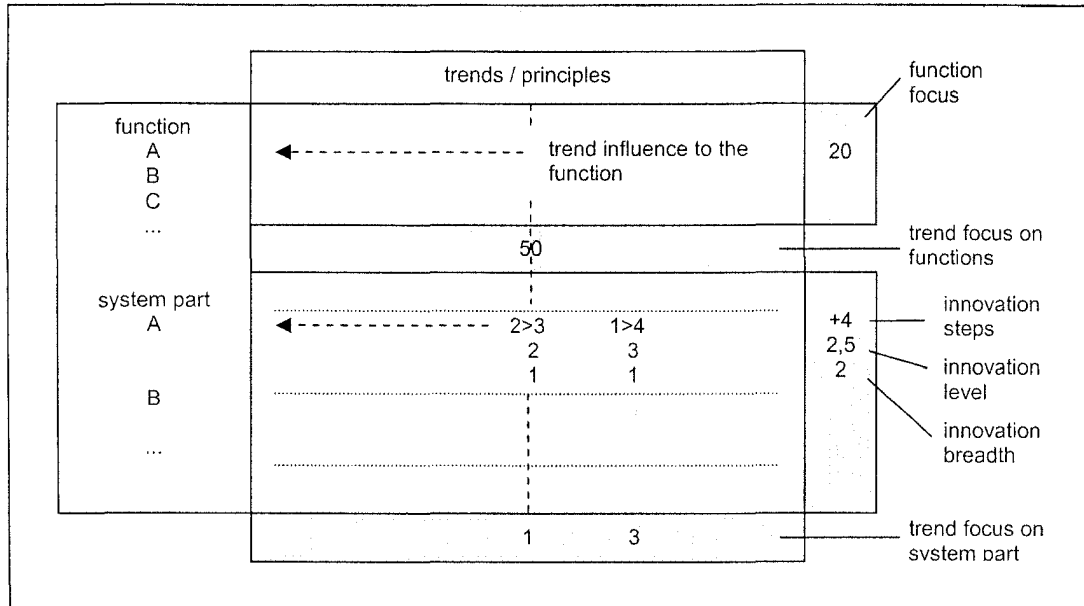 trends / principles
function
focus
function
A
B
C
...
trend influence to the
function
20
50
trend focus on
functions
system part
A
2>3 1>4
2 3
1 1
+4
2,5
2
innovation
steps
innovation
level
innovation
breadth
B
...
1 3
trend focus on
system part